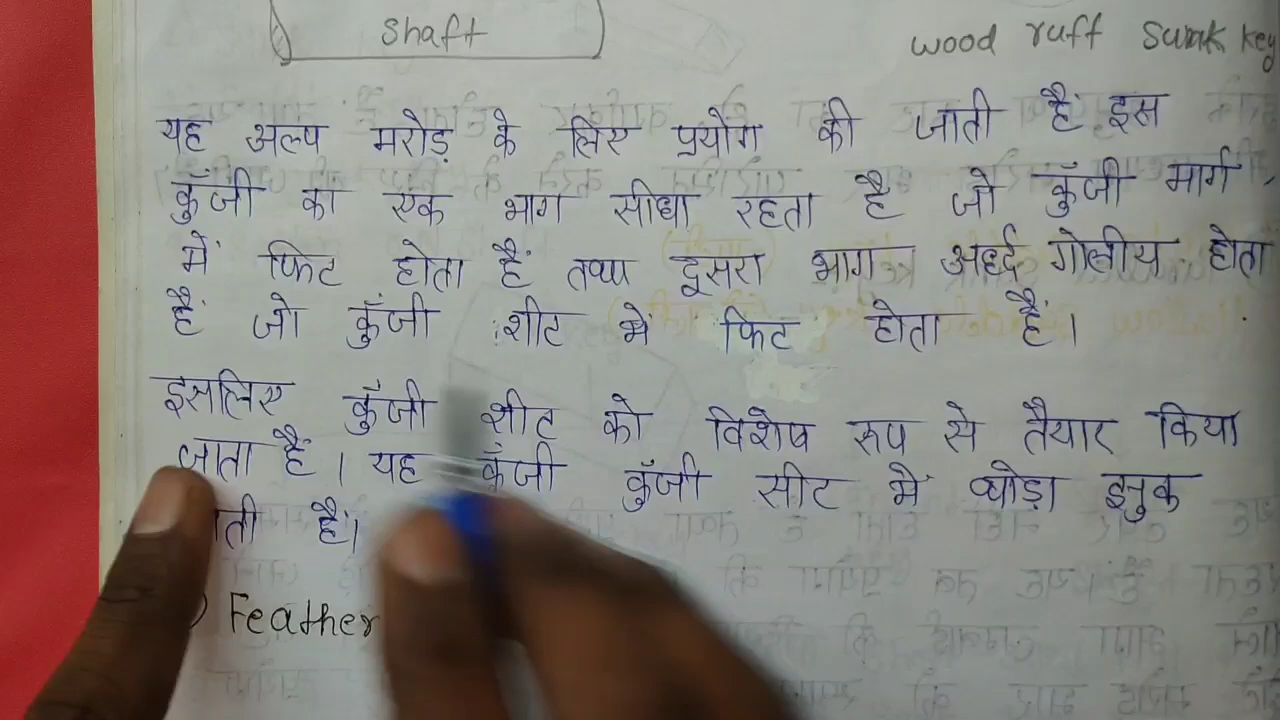 Shaft
wood ruff Sunk key
यह अल्प मरोड़ के लिए प्रयोग की जाती है इस
कुँजी का एक भाग सीधा रहता है जो कुँजी मार्ग
में फिट होता हैं तथा दूसरा भाग अर्ध्द गोलीय होता
हैं जो कुँजी शीट में फिट होता हैं।
इसलिए कुँजी शीट को विशेष रूप से तैयार किया
जाता हैं। यह कुँजी कुँजी सीट में थोड़ा झुक
ती हैं।
Feather